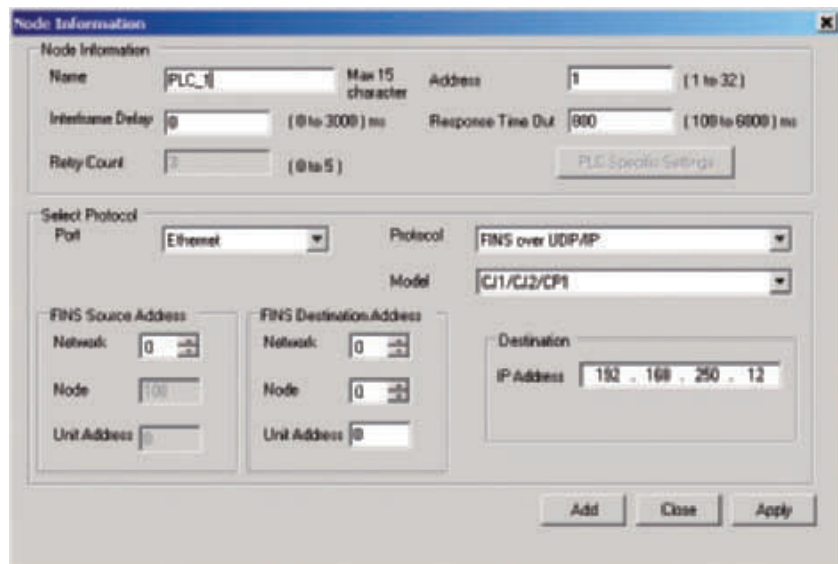 Node Information
Node Information
Name PLC_1 Max 15 character Address 1 ( 1 to 32 )
Interframe Delay 0 ( 0 to 3000 ) ms Response Time Out 800 ( 100 to 6000 ) ms
Retry Count 3 ( 0 to 5 ) PLC Specific Settings
Select Protocol
Port Ethernet Protocol FINS over UDP/IP
Model CJ1/CJ2/CP1
FINS Source Address FINS Destination Address Destination
Network 0 Network 0
IP Address 192 . 168 . 250 . 12
Node 100 Node 0
Unit Address 0 Unit Address 0
Add Close Apply